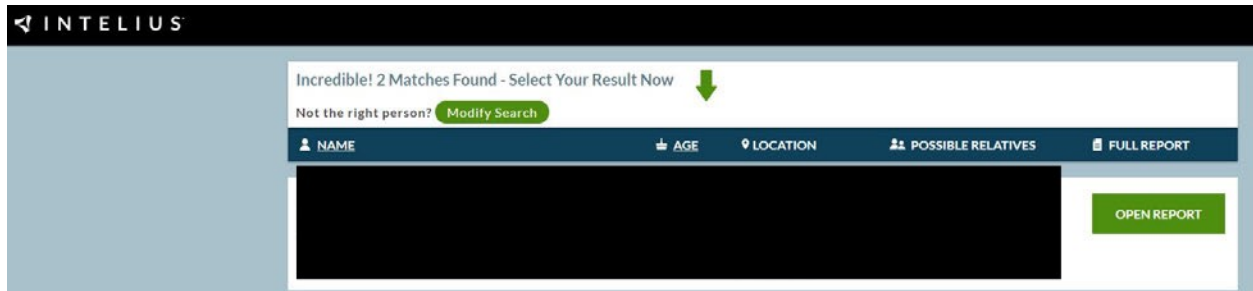 INTELIUS
Incredible! 2 Matches Found - Select Your Result Now
Not the right person? Modify Search
NAME AGE LOCATION POSSIBLE RELATIVES FULL REPORT
OPEN REPORT